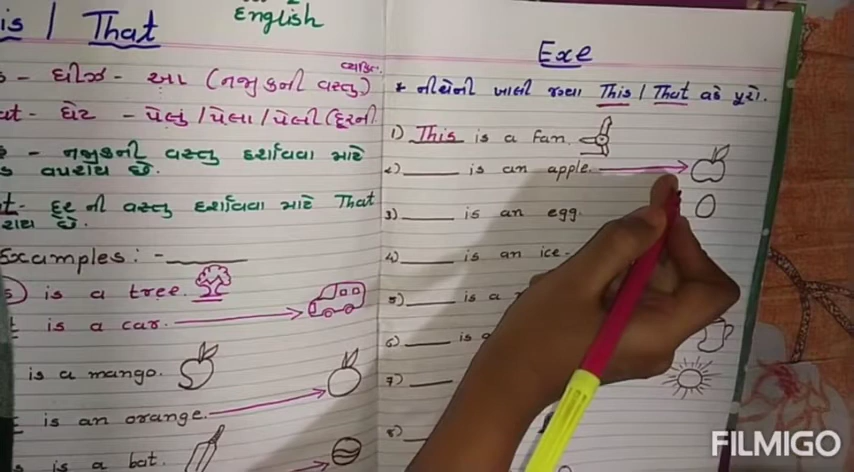 English
is / That
- ધીઝ - આ (નજીકની વસ્તુ)
વ્યક્તિ.
at - ધેટ - પેલું / પેલા / પેલી (દૂરની
- નજીકની વસ્તુ દર્શાવવા માટે
વપરાય છે.
t - દૂર ની વસ્તુ દર્શાવવા માટે That
રાય છે.
Examples : -
is a tree.
is a car.
is a mango.
is an orange.
is a bat.
Exe
* નીચેની ખાલી જગ્યા This / That વડે પૂરો.
1) This is a fan.
2) ____ is an apple.
3) ____ is an egg.
4) ____ is an ice-
5) ____ is a
6) ____ is
7) ____
8) ____
FILMIGO